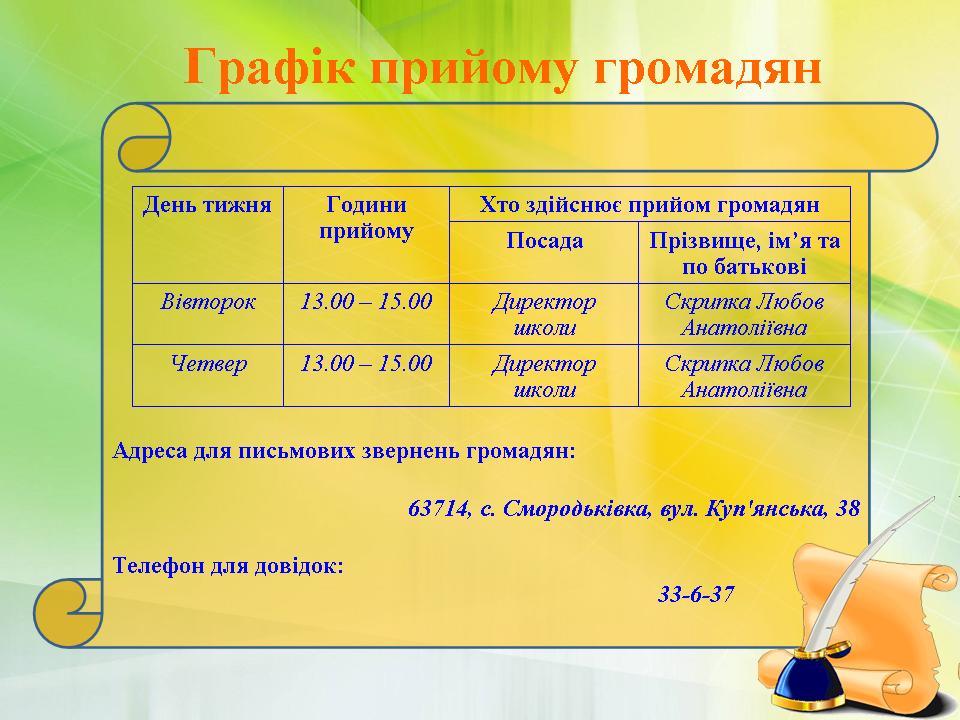 Графік прийому громадян
День тижня
Години
прийому
Хто здійснює прийом громадян
Посада
Прізвище, ім’я та
по батькові
Вівторок
13.00 – 15.00
Директор
школи
Скрипка Любов
Анатоліївна
Четвер
13.00 – 15.00
Директор
школи
Скрипка Любов
Анатоліївна
Адреса для письмових звернень громадян:
63714, с. Смородьківка, вул. Куп'янська, 38
Телефон для довідок:
33-6-37